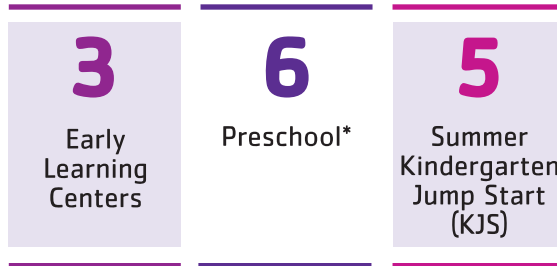 3
Early
Learning
Centers
6
Preschool*
5
Summer
Kindergarten
Jump Start
(KJS)